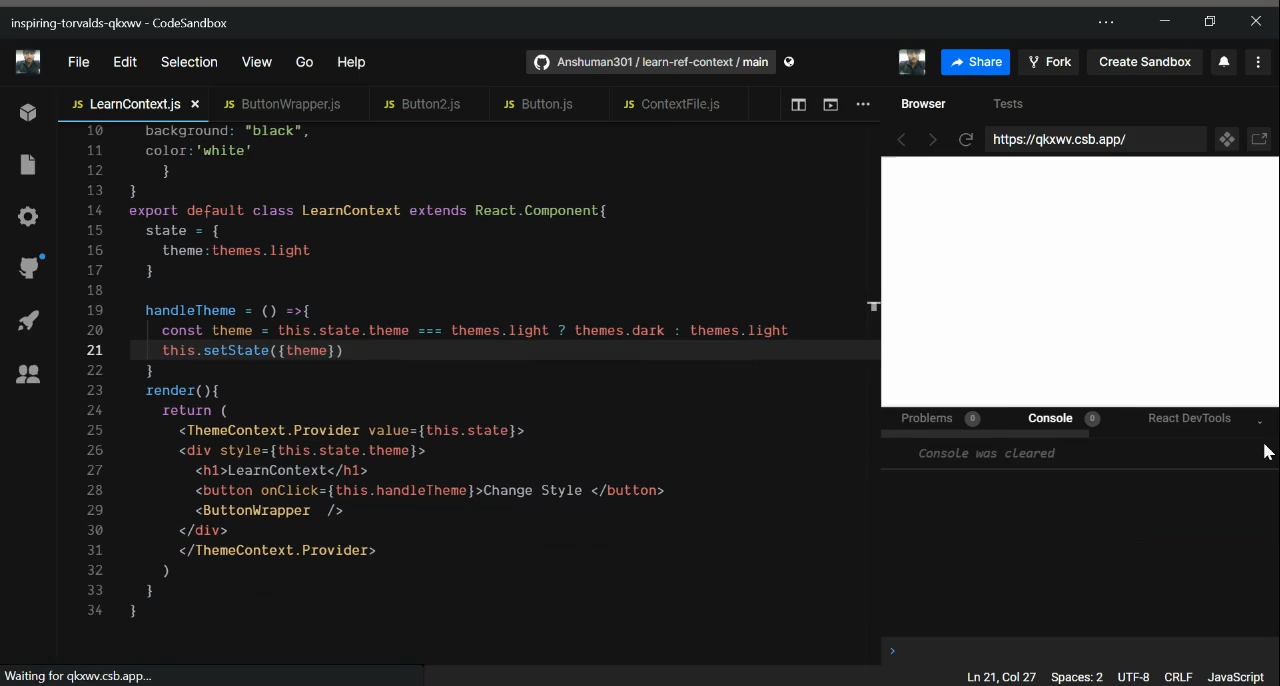 inspiring-torvalds-qkxwv - CodeSandbox
File Edit Selection View Go Help
Anshuman301 / learn-ref-context / main
Share Fork Create Sandbox
JS LearnContext.js JS ButtonWrapper.js JS Button2.js JS Button.js JS ContextFile.js
Browser Tests
https://qkxwv.csb.app/
10 background: "black",
11 color:'white'
12 }
13 }
14 export default class LearnContext extends React.Component{
15 state = {
16 theme:themes.light
17 }
18
19 handleTheme = () =>{
20 const theme = this.state.theme === themes.light ? themes.dark : themes.light
21 this.setState({theme})
22 }
23 render(){
24 return (
25 <ThemeContext.Provider value={this.state}>
26 <div style={this.state.theme}>
27 <h1>LearnContext</h1>
28 <button onClick={this.handleTheme}>Change Style </button>
29 <ButtonWrapper />
30 </div>
31 </ThemeContext.Provider>
32 )
33 }
34 }
Problems 0 Console 0 React DevTools
Console was cleared
Waiting for qkxwv.csb.app...
Ln 21, Col 27 Spaces: 2 UTF-8 CRLF JavaScript